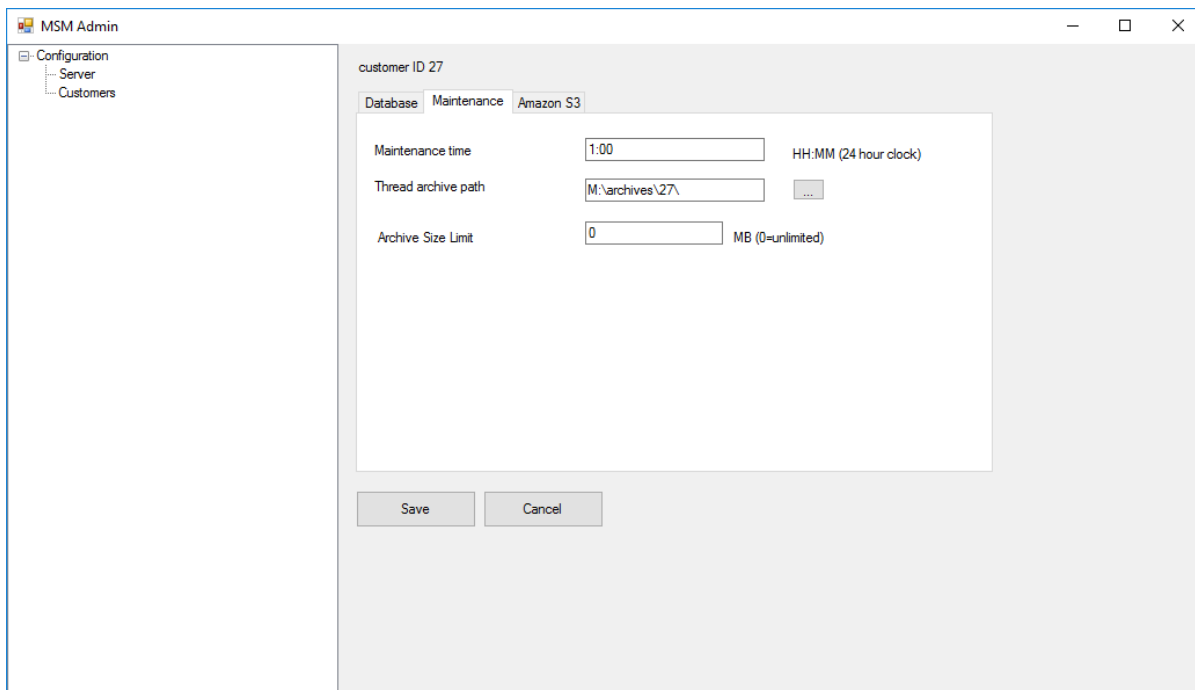 MSM Admin
Configuration
Server
Customers
customer ID 27
Database Maintenance Amazon S3
Maintenance time 1:00 HH:MM (24 hour clock)
Thread archive path M:\archives\27\ ...
Archive Size Limit 0 MB (0=unlimited)
Save Cancel